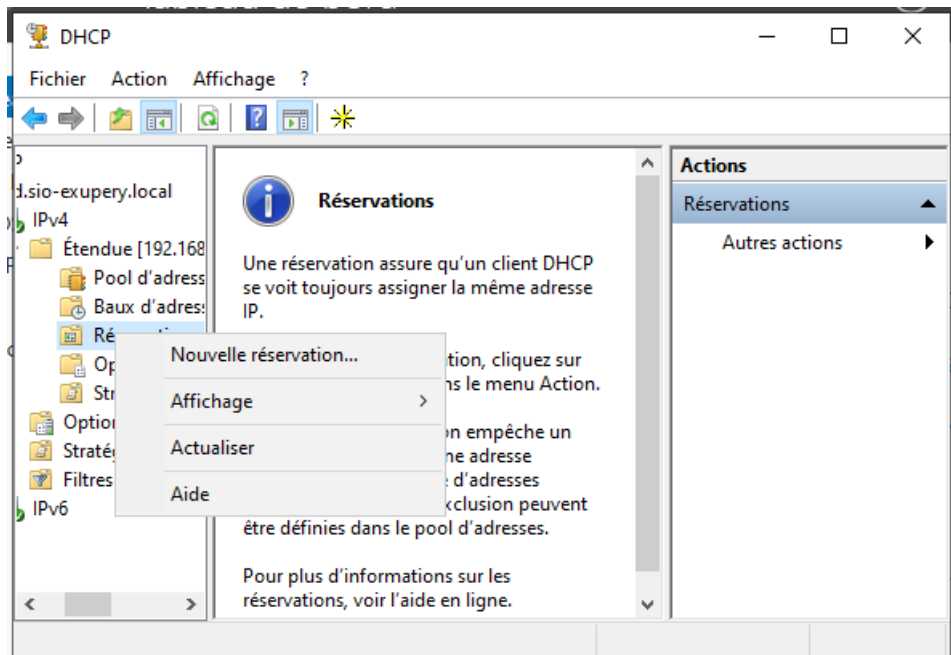 DHCP
Fichier Action Affichage ?
d.sio-exupery.local
IPv4
Étendue [192.168
Pool d'adress
Baux d'adres
Ré
Op
Str
Option
Straté
Filtres
IPv6
Nouvelle réservation...
Affichage
Actualiser
Aide
Réservations
Une réservation assure qu'un client DHCP
se voit toujours assigner la même adresse
IP.
tion, cliquez sur
ns le menu Action.
on empêche un
ne adresse
d'adresses
xclusion peuvent
être définies dans le pool d'adresses.
Pour plus d'informations sur les
réservations, voir l'aide en ligne.
Actions
Réservations
Autres actions